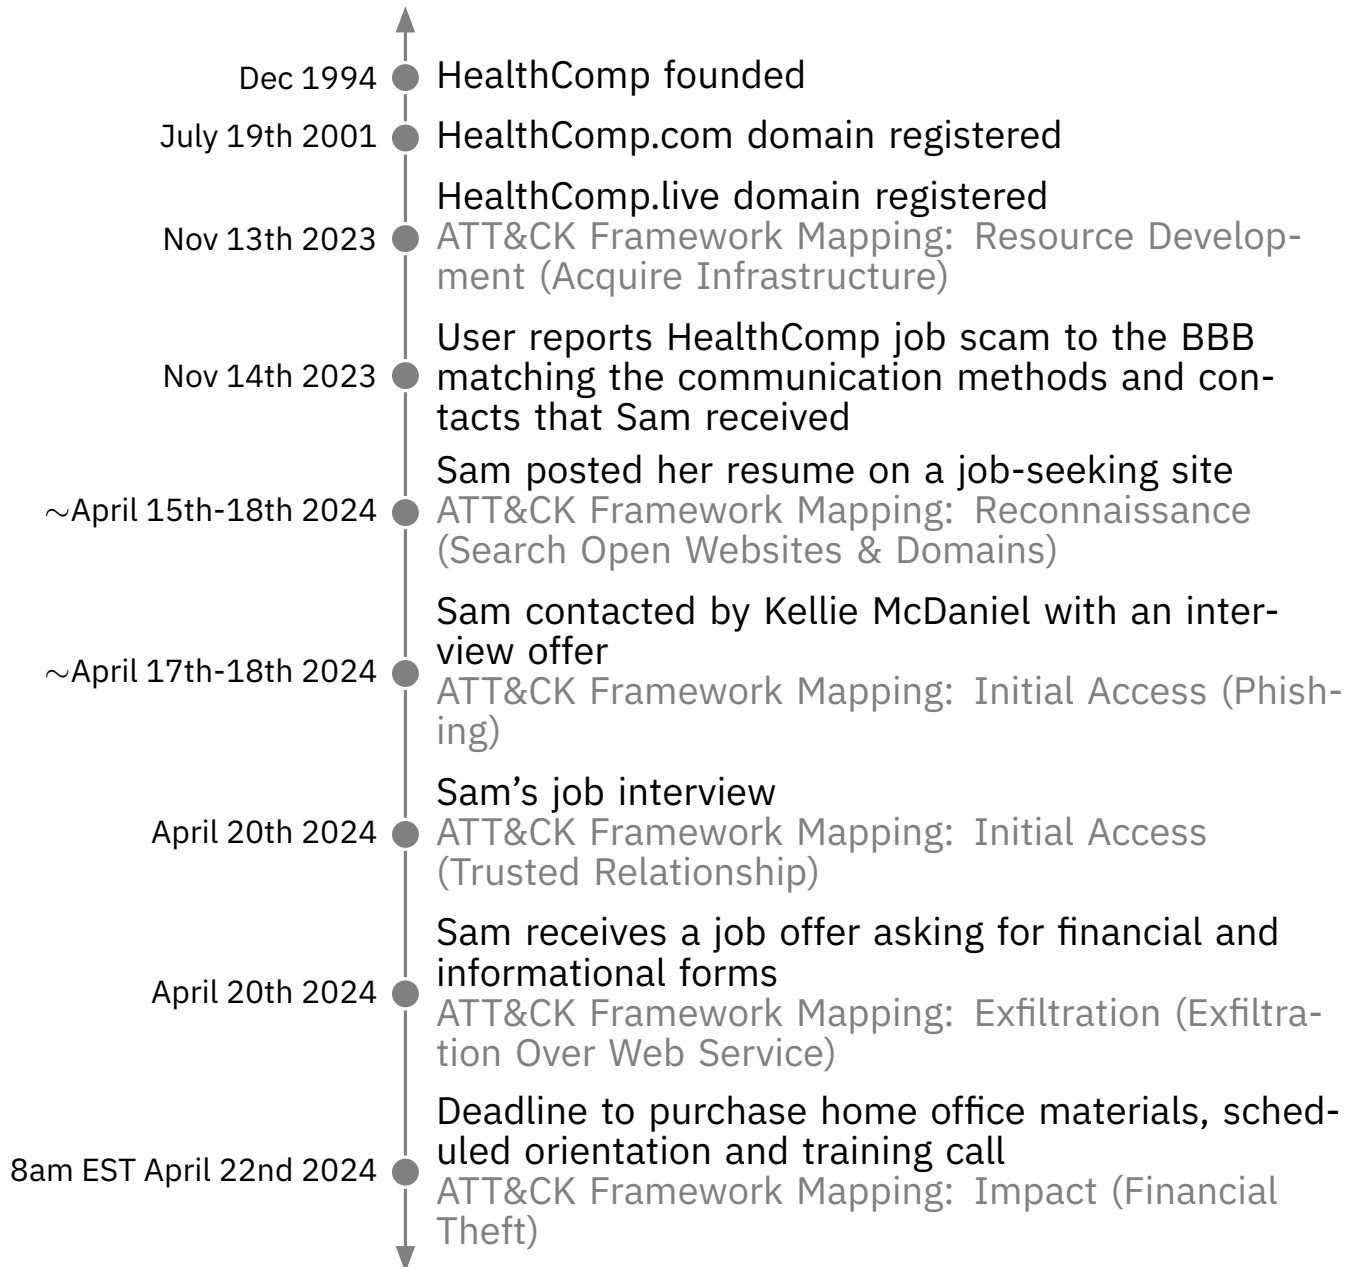 Dec 1994
HealthComp founded
July 19th 2001
HealthComp.com domain registered
Nov 13th 2023
HealthComp.live domain registered
ATT&CK Framework Mapping: Resource Develop-
ment (Acquire Infrastructure)
Nov 14th 2023
User reports HealthComp job scam to the BBB
matching the communication methods and con-
tacts that Sam received
~April 15th-18th 2024
Sam posted her resume on a job-seeking site
ATT&CK Framework Mapping: Reconnaissance
(Search Open Websites & Domains)
~April 17th-18th 2024
Sam contacted by Kellie McDaniel with an inter-
view offer
ATT&CK Framework Mapping: Initial Access (Phish-
ing)
April 20th 2024
Sam’s job interview
ATT&CK Framework Mapping: Initial Access
(Trusted Relationship)
April 20th 2024
Sam receives a job offer asking for financial and
informational forms
ATT&CK Framework Mapping: Exfiltration (Exfiltra-
tion Over Web Service)
8am EST April 22nd 2024
Deadline to purchase home office materials, sched-
uled orientation and training call
ATT&CK Framework Mapping: Impact (Financial
Theft)